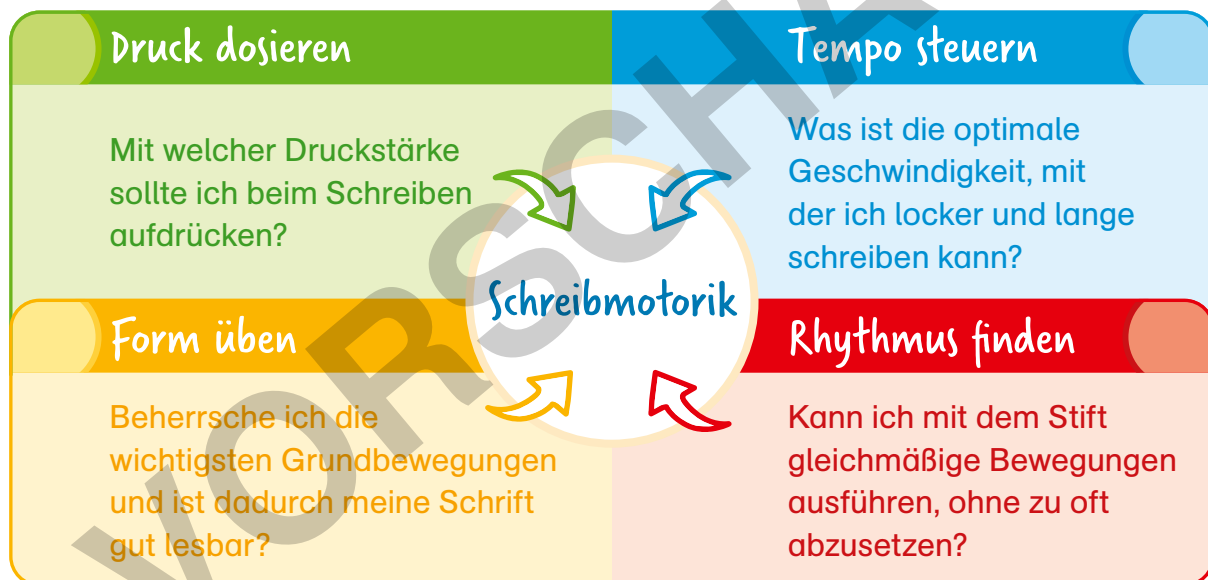 Druck dosieren
Mit welcher Druckstärke
sollte ich beim Schreiben
aufdrücken?
Tempo steuern
Was ist die optimale
Geschwindigkeit, mit
der ich locker und lange
schreiben kann?
Schreibmotorik
Form üben
Beherrsche ich die
wichtigsten Grundbewegungen
und ist dadurch meine Schrift
gut lesbar?
Rhythmus finden
Kann ich mit dem Stift
gleichmäßige Bewegungen
ausführen, ohne zu oft
abzusetzen?
VORSCHA